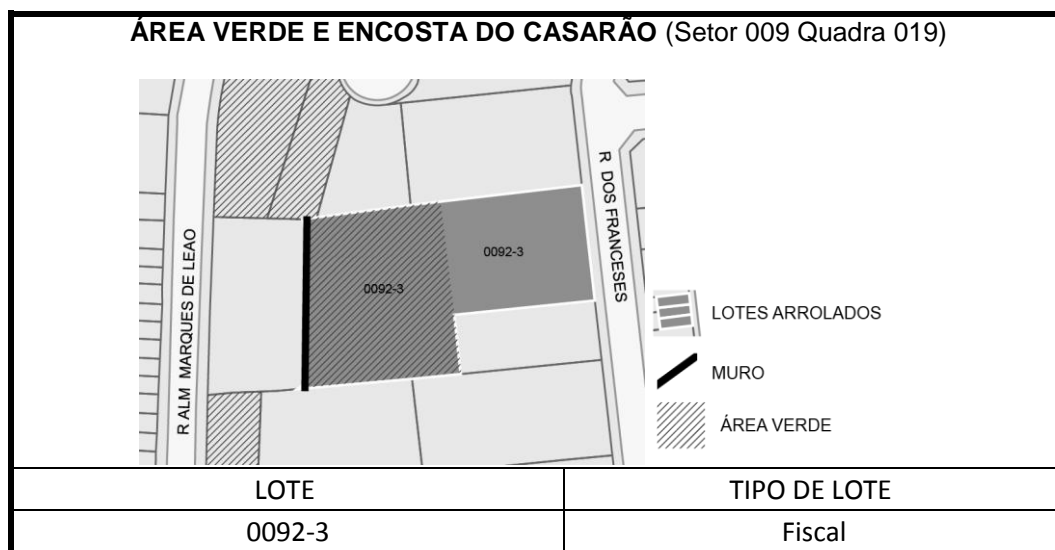 ÁREA VERDE E ENCOSTA DO CASARÃO (Setor 009 Quadra 019)
R ALM MARQUES DE LEAO
R DOS FRANCESES
0092-3
0092-3
LOTES ARROLADOS
MURO
ÁREA VERDE
LOTE TIPO DE LOTE
0092-3 Fiscal